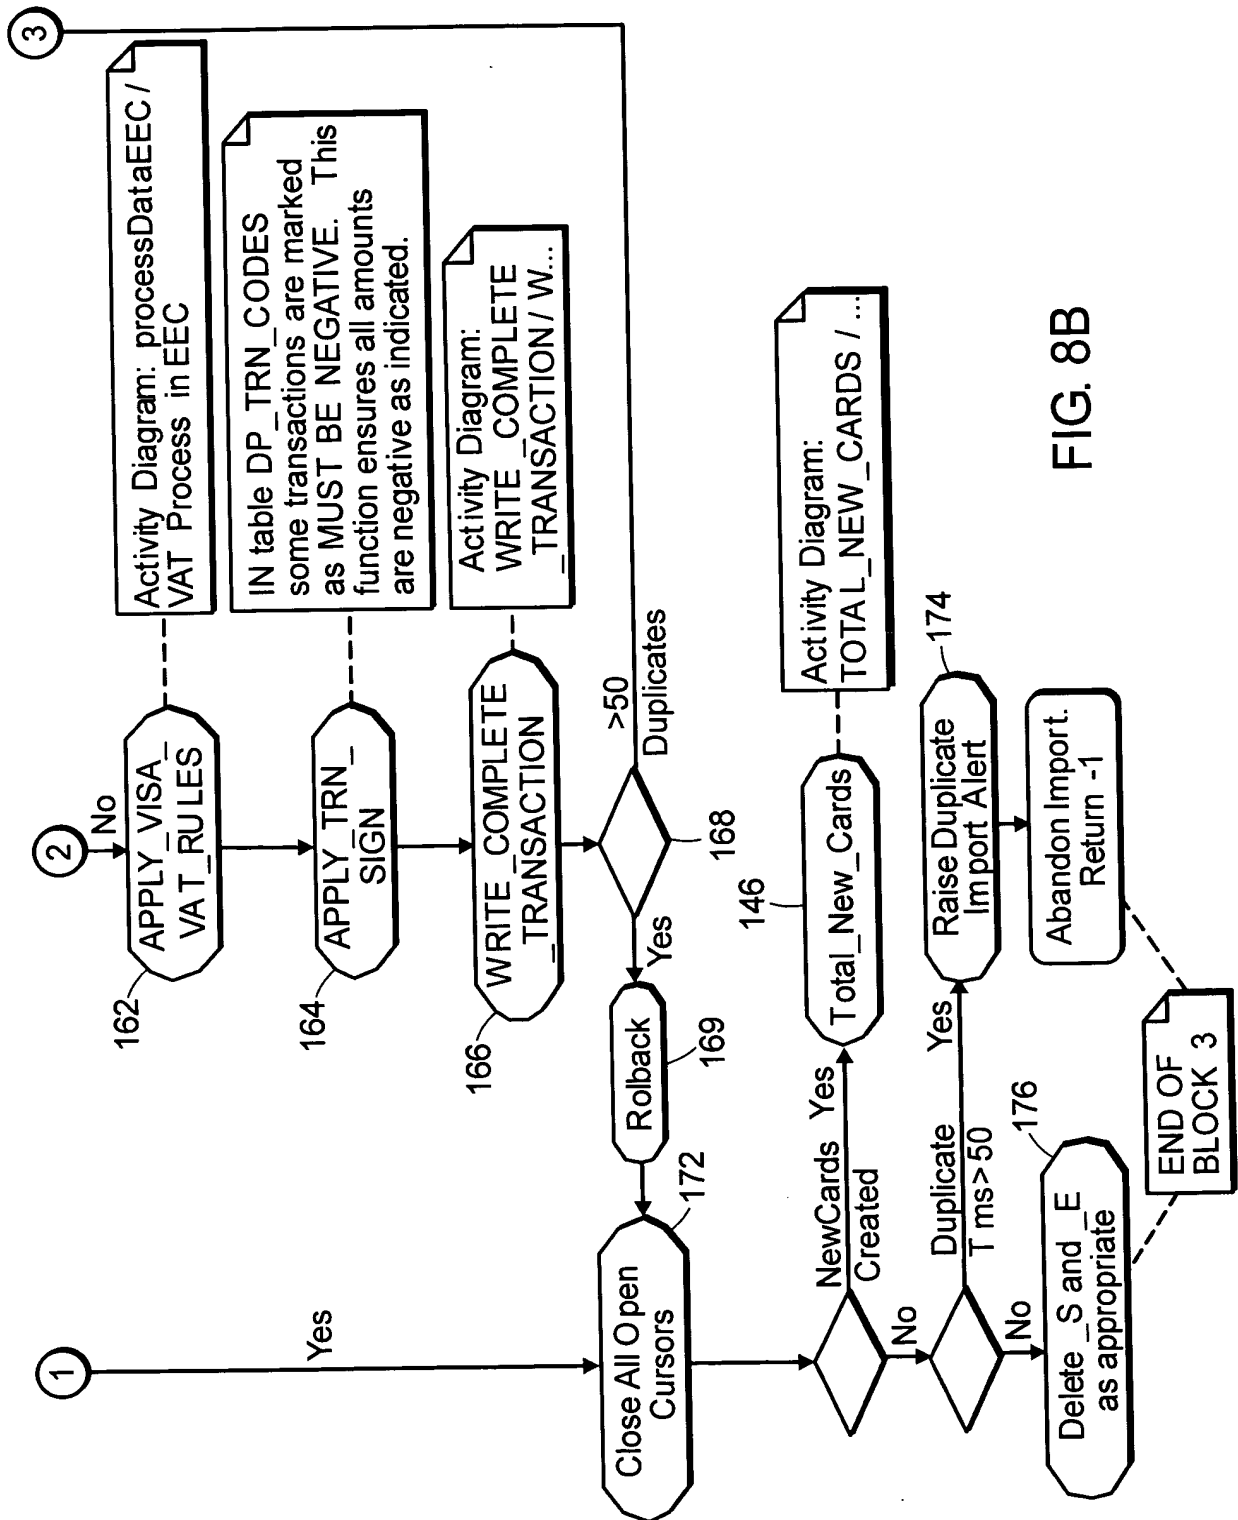 3
2
No
APPLY_VISA_
VAT_RULES
162
Activity Diagram: processDataEEC /
VAT Process in EEC
APPLY_TRN_
SIGN
164
IN table DP_TRN_CODES
some transactions are marked
as MUST BE NEGATIVE. This
function ensures all amounts
are negative as indicated.
WRITE_COMPLETE
_TRANSACTION
166
Activity Diagram:
WRITE_COMPLETE
_TRANSACTION / W...
>50
Duplicates
168
Yes
Rolback
169
1
Yes
Close All Open
Cursors
172
NewCards
Created
Yes
Total_New_Cards
146
Activity Diagram:
TOTAL_NEW_CARDS / ...
No
Duplicate
T ms>50
Yes
Raise Duplicate
Import Alert
174
No
Abandon Import.
Return -1
Delete _S and _E
as appropriate
176
END OF
BLOCK 3
FIG. 8B